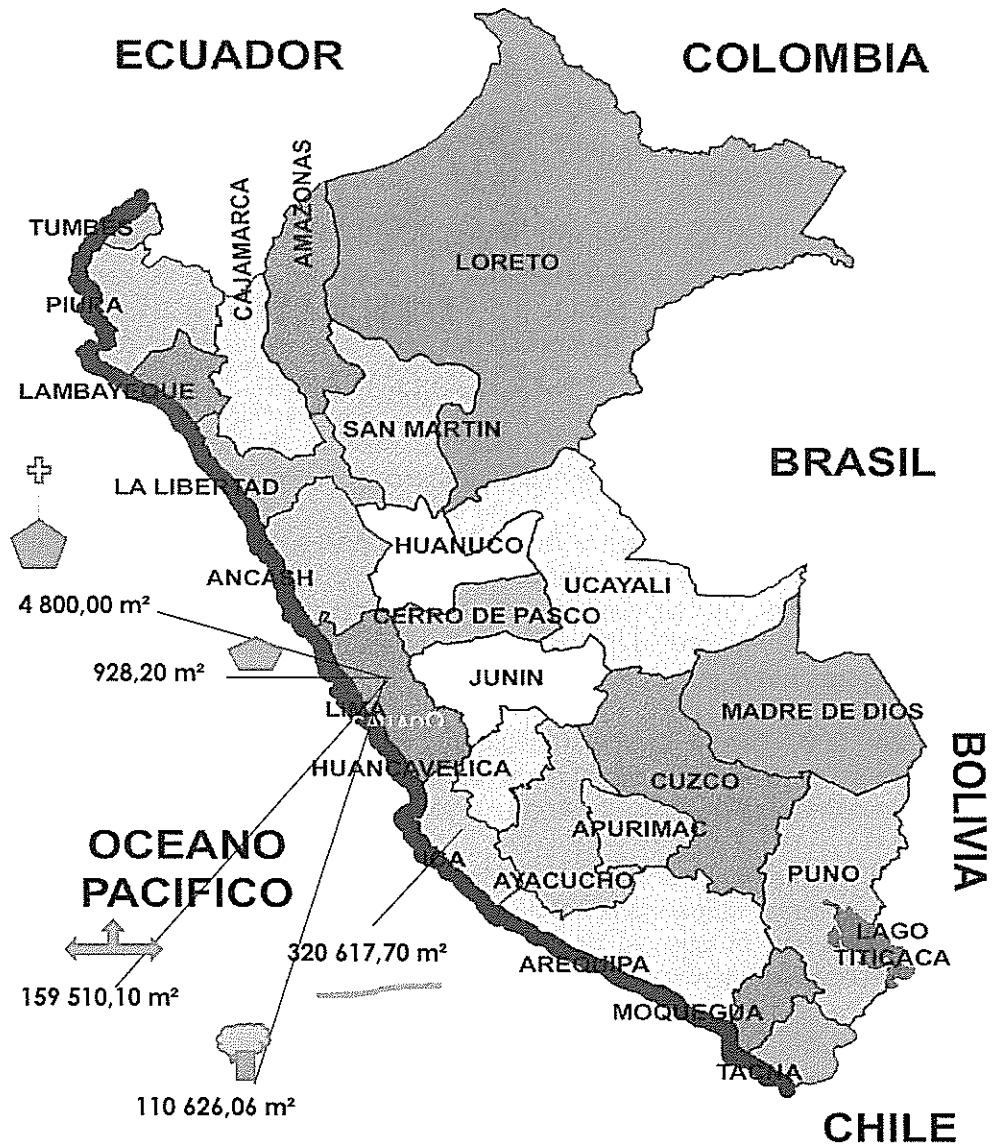 ECUADOR
COLOMBIA
CAJAMARCA
AMAZONAS
TUMBES
LORETO
PIURA
LAMBAYEQUE
SAN MARTIN
BRASIL
LA LIBERTAD
HUANUCO
ANCASH
UCAYALI
4 800,00 m²
CERRO DE PASCO
928,20 m²
JUNIN
LIMA
MADRE DE DIOS
HUANCAVELICA
CUZCO
BOLIVIA
OCEANO
PACIFICO
APURIMAC
ICA
AYACUCHO
PUNO
LAGO
TITICACA
320 617,70 m²
AREQUIPA
159 510,10 m²
MOQUEGUA
TACNA
110 626,06 m²
CHILE